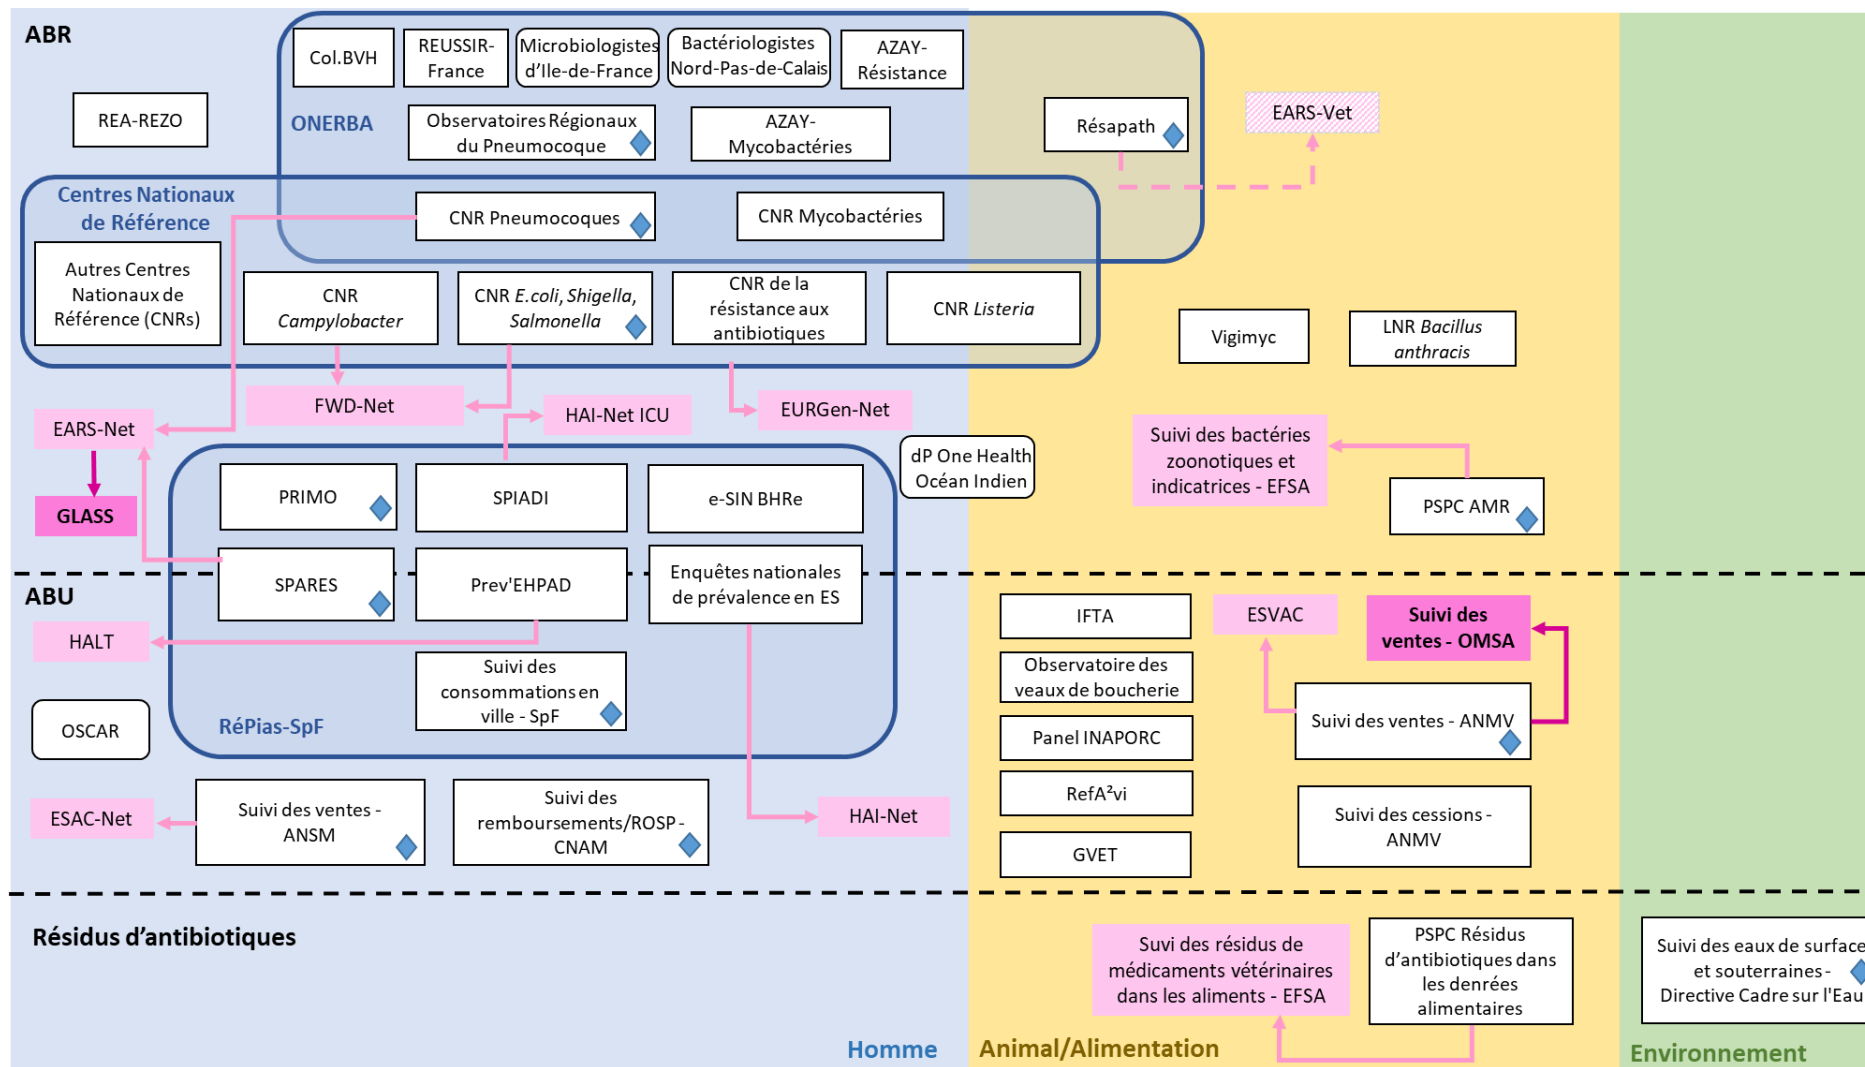 ABR
Col.BVH
REUSSIR-
France
Microbiologistes
d'Ile-de-France
Bactériologistes
Nord-Pas-de-Calais
AZAY-
Résistance
REA-REZO
ONERBA
Observatoires Régionaux
du Pneumocoque
AZAY-
Mycobactéries
Résapath
EARS-Vet
Centres Nationaux
de Référence
CNR Pneumocoques
CNR Mycobactéries
Autres Centres
Nationaux de
Référence (CNRs)
CNR
Campylobacter
CNR E.coli, Shigella,
Salmonella
CNR de la
résistance aux
antibiotiques
CNR Listeria
Vigimyc
LNR Bacillus
anthracis
FWD-Net
HAI-Net ICU
EURGen-Net
EARS-Net
GLASS
dP One Health
Océan Indien
Suivi des bactéries
zoonotiques et
indicatrices - EFSA
PSPC AMR
PRIMO
SPIADI
e-SIN BHRe
SPARES
Prev'EHPAD
Enquêtes nationales
de prévalence en ES
ABU
HALT
OSCAR
Suivi des
consommations en
ville - SpF
RéPias-SpF
IFTA
Observatoire des
veaux de boucherie
Panel INAPORC
RefA²vi
GVET
ESVAC
Suivi des
ventes - OMSA
Suivi des ventes - ANMV
Suivi des cessions -
ANMV
ESAC-Net
Suivi des ventes -
ANSM
Suivi des
remboursements/ROSP -
CNAM
HAI-Net
Résidus d'antibiotiques
Suvi des résidus de
médicaments vétérinaires
dans les aliments - EFSA
PSPC Résidus
d'antibiotiques dans
les denrées
alimentaires
Suivi des eaux de surface
et souterraines -
Directive Cadre sur l'Eau
Homme
Animal/Alimentation
Environnement